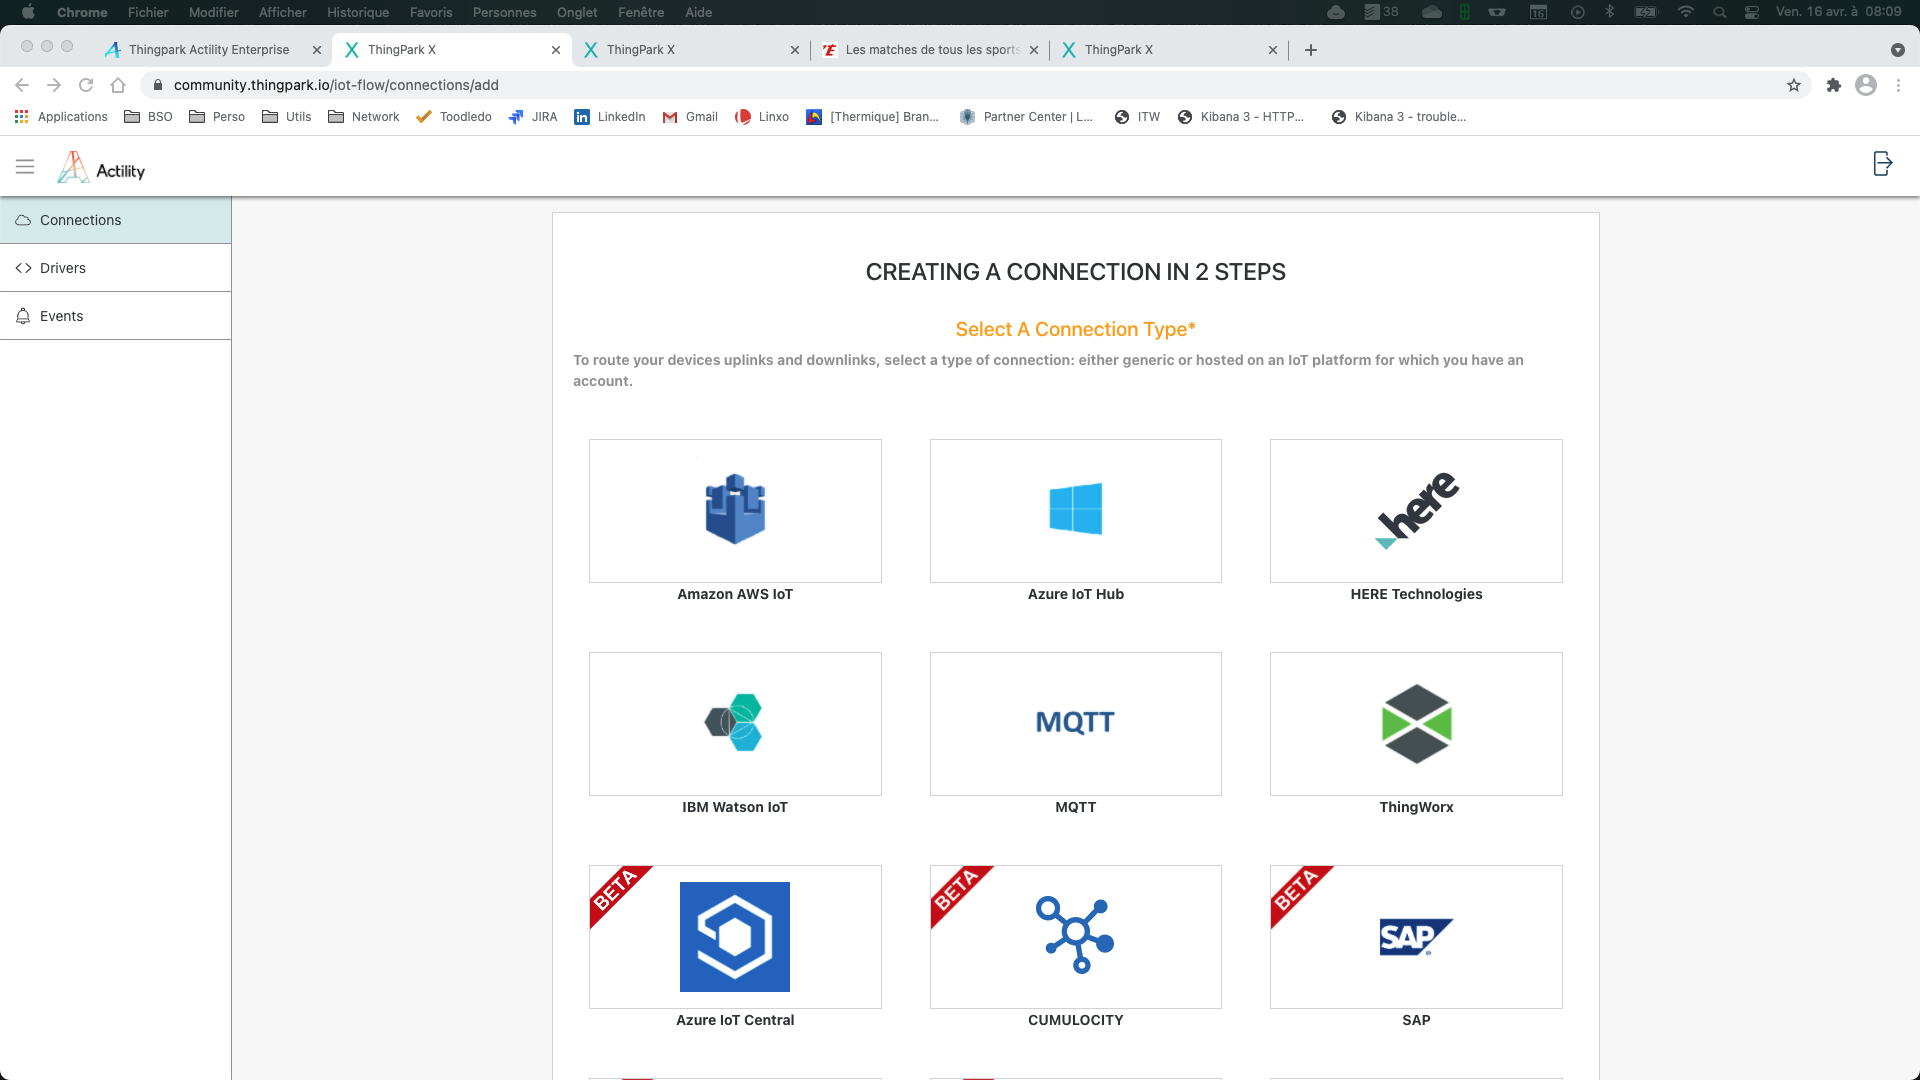 Chrome Fichier Modifier Afficher Historique Favoris Personnes Onglet Fenêtre Aide 38 16 Ven. 16 avr. à 08:09
Thingpark Actility Enterprise ThingPark X ThingPark X Les matches de tous les sports ThingPark X
community.thingpark.io/iot-flow/connections/add
Applications BSO Perso Utils Network Toodledo JIRA LinkedIn Gmail Linxo [Thermique] Bran... Partner Center | L... ITW Kibana 3 - HTTP... Kibana 3 - trouble...
Actility
Connections
Drivers
Events
CREATING A CONNECTION IN 2 STEPS
Select A Connection Type*
To route your devices uplinks and downlinks, select a type of connection: either generic or hosted on an IoT platform for which you have an
account.
here
Amazon AWS IoT Azure IoT Hub HERE Technologies
MQTT
IBM Watson IoT MQTT ThingWorx
BETA BETA BETA
SAP
Azure IoT Central CUMULOCITY SAP